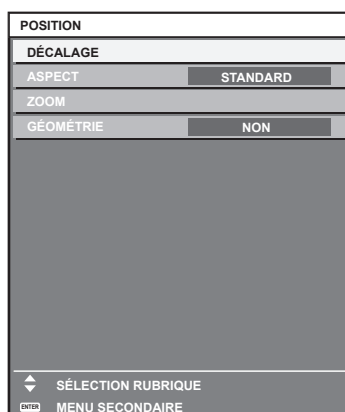 POSITION
DÉCALAGE
ASPECT STANDARD
ZOOM
GÉOMÉTRIE NON
SÉLECTION RUBRIQUE
ENTER MENU SECONDAIRE